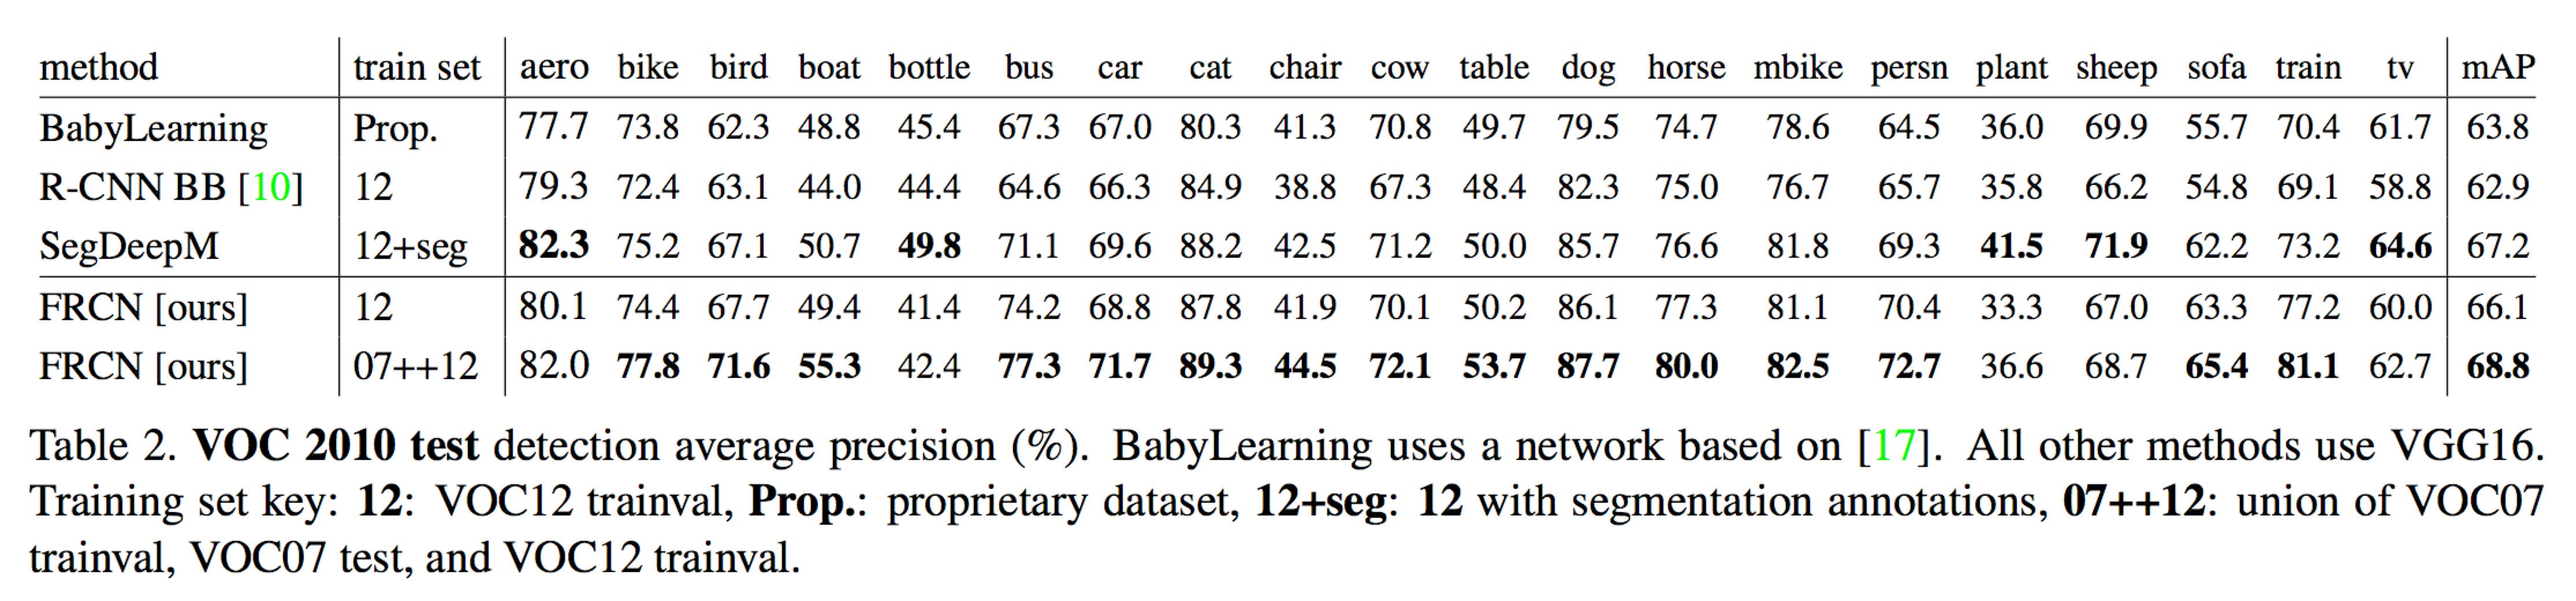 method train set aero bike bird boat bottle bus car cat chair cow table dog horse mbike persn plant sheep sofa train tv mAP
BabyLearning Prop. 77.7 73.8 62.3 48.8 45.4 67.3 67.0 80.3 41.3 70.8 49.7 79.5 74.7 78.6 64.5 36.0 69.9 55.7 70.4 61.7 63.8
R-CNN BB [10] 12 79.3 72.4 63.1 44.0 44.4 64.6 66.3 84.9 38.8 67.3 48.4 82.3 75.0 76.7 65.7 35.8 66.2 54.8 69.1 58.8 62.9
SegDeepM 12+seg 82.3 75.2 67.1 50.7 49.8 71.1 69.6 88.2 42.5 71.2 50.0 85.7 76.6 81.8 69.3 41.5 71.9 62.2 73.2 64.6 67.2
FRCN [ours] 12 80.1 74.4 67.7 49.4 41.4 74.2 68.8 87.8 41.9 70.1 50.2 86.1 77.3 81.1 70.4 33.3 67.0 63.3 77.2 60.0 66.1
FRCN [ours] 07++12 82.0 77.8 71.6 55.3 42.4 77.3 71.7 89.3 44.5 72.1 53.7 87.7 80.0 82.5 72.7 36.6 68.7 65.4 81.1 62.7 68.8
Table 2. VOC 2010 test detection average precision (%). BabyLearning uses a network based on [17]. All other methods use VGG16.
Training set key: 12: VOC12 trainval, Prop.: proprietary dataset, 12+seg: 12 with segmentation annotations, 07++12: union of VOC07
trainval, VOC07 test, and VOC12 trainval.